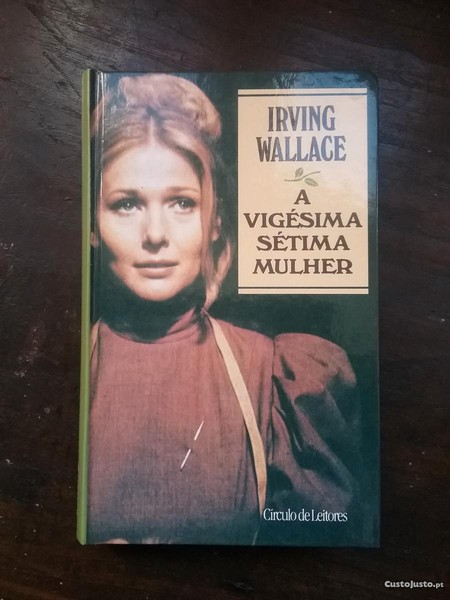 IRVING
WALLACE
A
VIGÉSIMA
SÉTIMA
MULHER
Círculo de Leitores
CustoJusto.pt